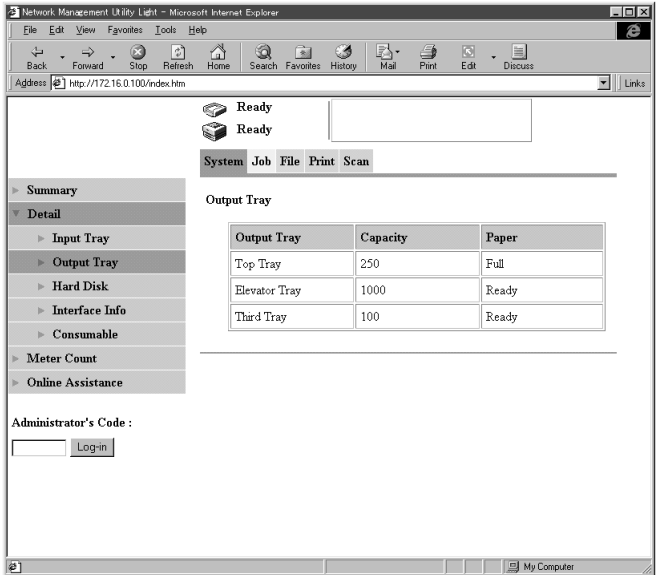 Network Management Utility Light - Microsoft Internet Explorer
File Edit View Favorites Tools Help
Back Forward Stop Refresh Home Search Favorites History Mail Print Edit Discuss
Address http://172.16.0.100/index.htm Links
Ready
Ready
System Job File Print Scan
Summary
Detail
Input Tray
Output Tray
Hard Disk
Interface Info
Consumable
Meter Count
Online Assistance
Administrator's Code :
Log-in
Output Tray
Output Tray Capacity Paper
Top Tray 250 Full
Elevator Tray 1000 Ready
Third Tray 100 Ready
My Computer